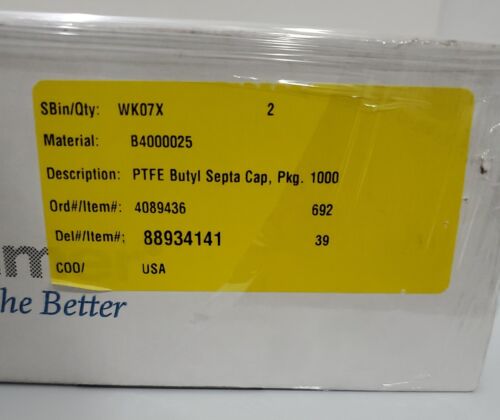 SBin/Qty: WK07X 2
Material: B4000025
Description: PTFE Butyl Septa Cap, Pkg. 1000
Ord#/Item#: 4089436 692
Del#/Item#: 88934141 39
COO/ USA
he Better